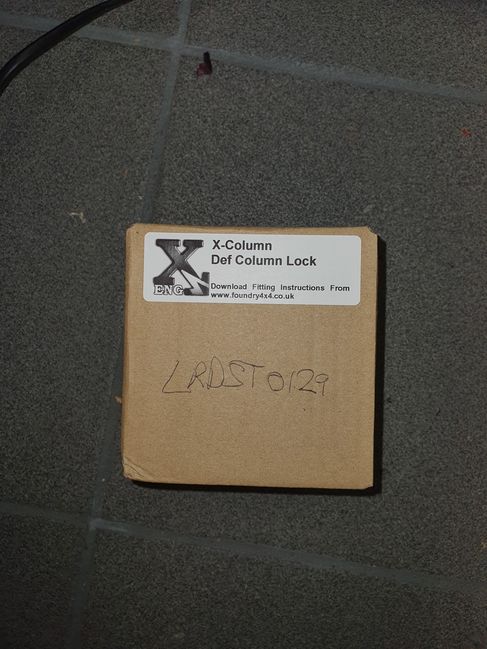 X
ENG
X-Column
Def Column Lock
Download Fitting Instructions From
www.foundry4x4.co.uk
LRDST0129